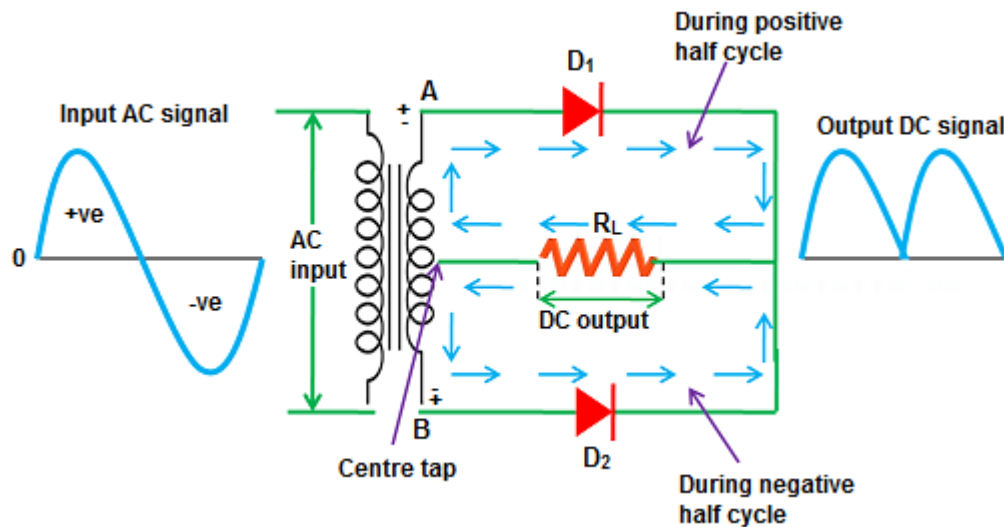 During positive
half cycle
D1
A
Input AC signal
+
-
Output DC signal
+ve
RL
0
AC
input
-ve
DC output
-
+
B
Centre tap
D2
During negative
half cycle